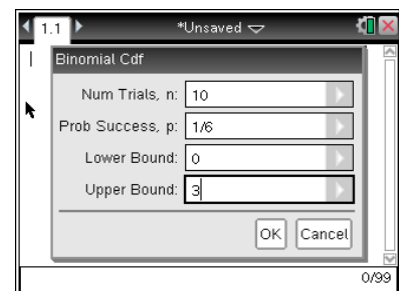 1.1 *Unsaved
Binomial Cdf
Num Trials, n: 10
Prob Success, p: 1/6
Lower Bound: 0
Upper Bound: 3
OK Cancel
0/99